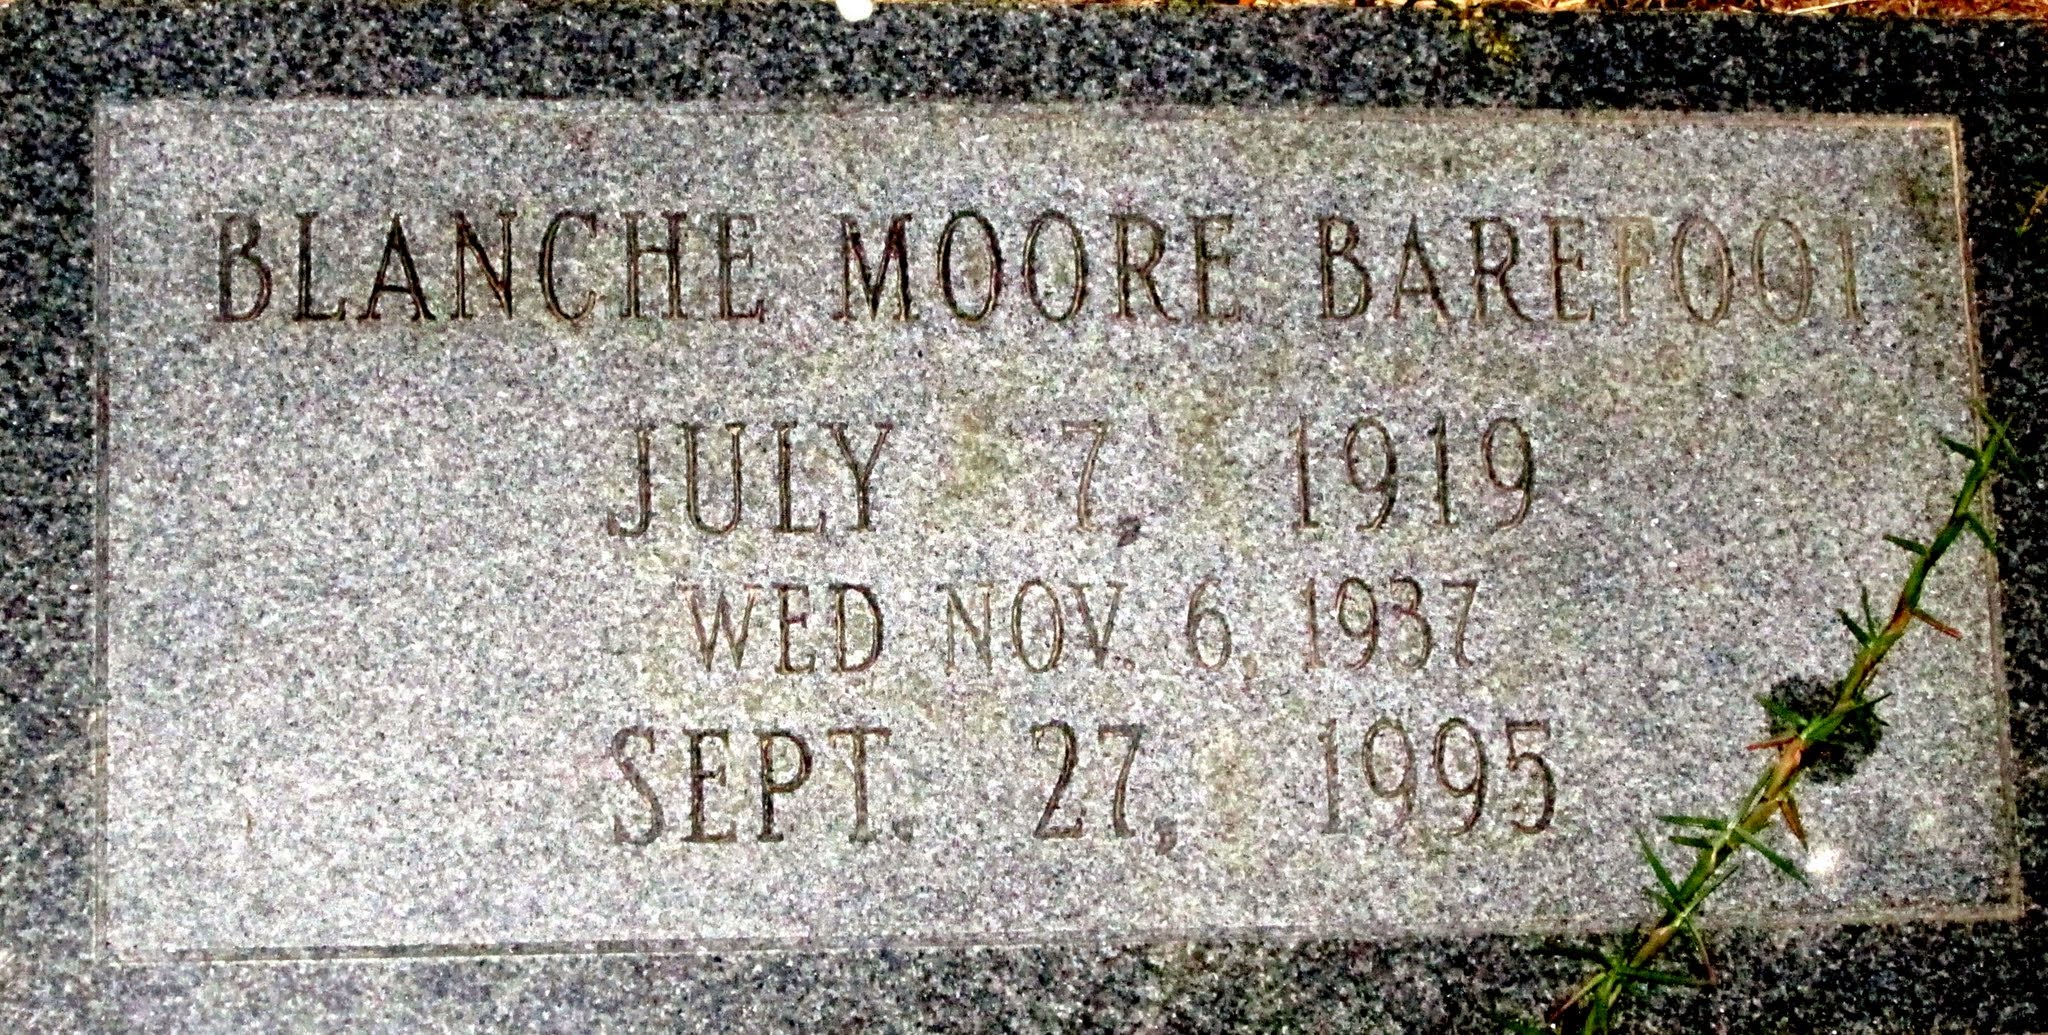 BLANCHE MOORE BAREFOOT
JULY 7, 1919
WED NOV. 6, 1937
SEPT. 27, 1995